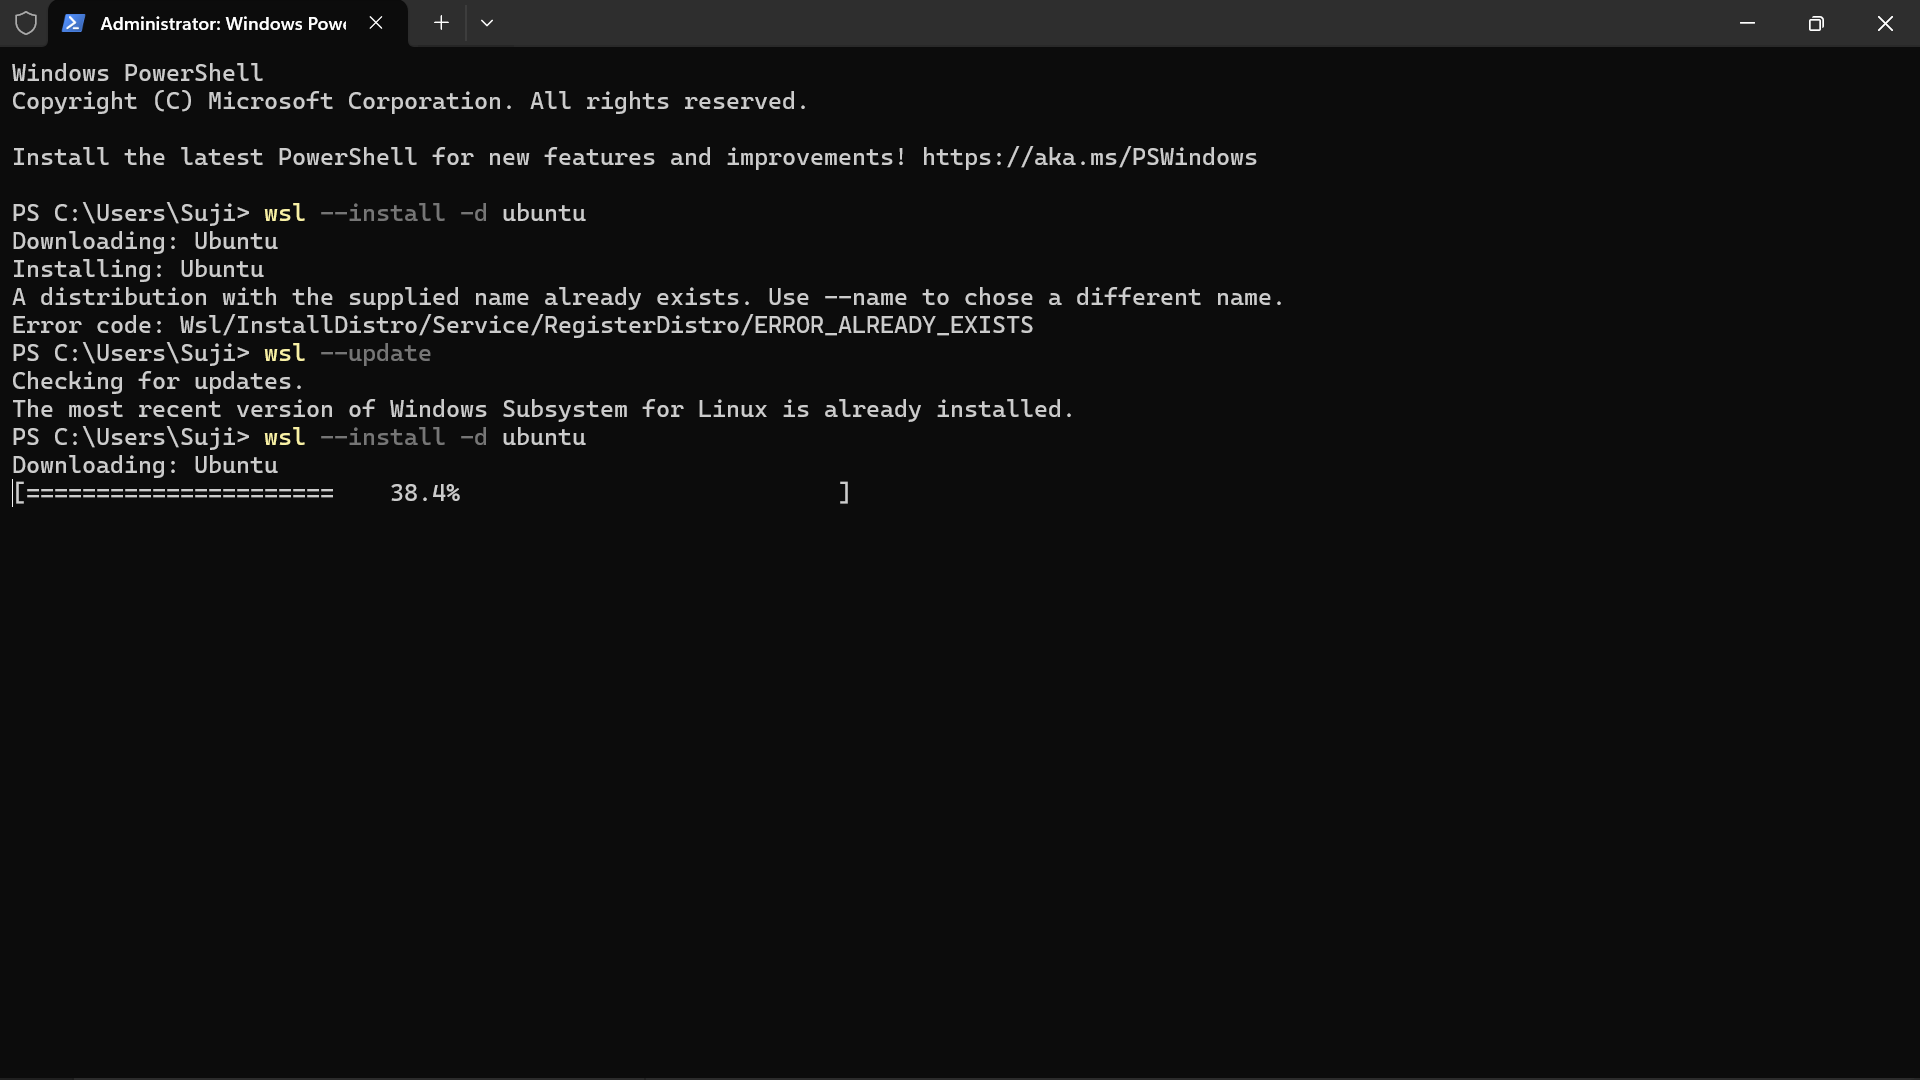 Administrator: Windows Powe
Windows PowerShell
Copyright (C) Microsoft Corporation. All rights reserved.
Install the latest PowerShell for new features and improvements! https://aka.ms/PSWindows
PS C:\Users\Suji> wsl --install -d ubuntu
Downloading: Ubuntu
Installing: Ubuntu
A distribution with the supplied name already exists. Use --name to chose a different name.
Error code: Wsl/InstallDistro/Service/RegisterDistro/ERROR_ALREADY_EXISTS
PS C:\Users\Suji> wsl --update
Checking for updates.
The most recent version of Windows Subsystem for Linux is already installed.
PS C:\Users\Suji> wsl --install -d ubuntu
Downloading: Ubuntu
[======================    38.4%                           ]